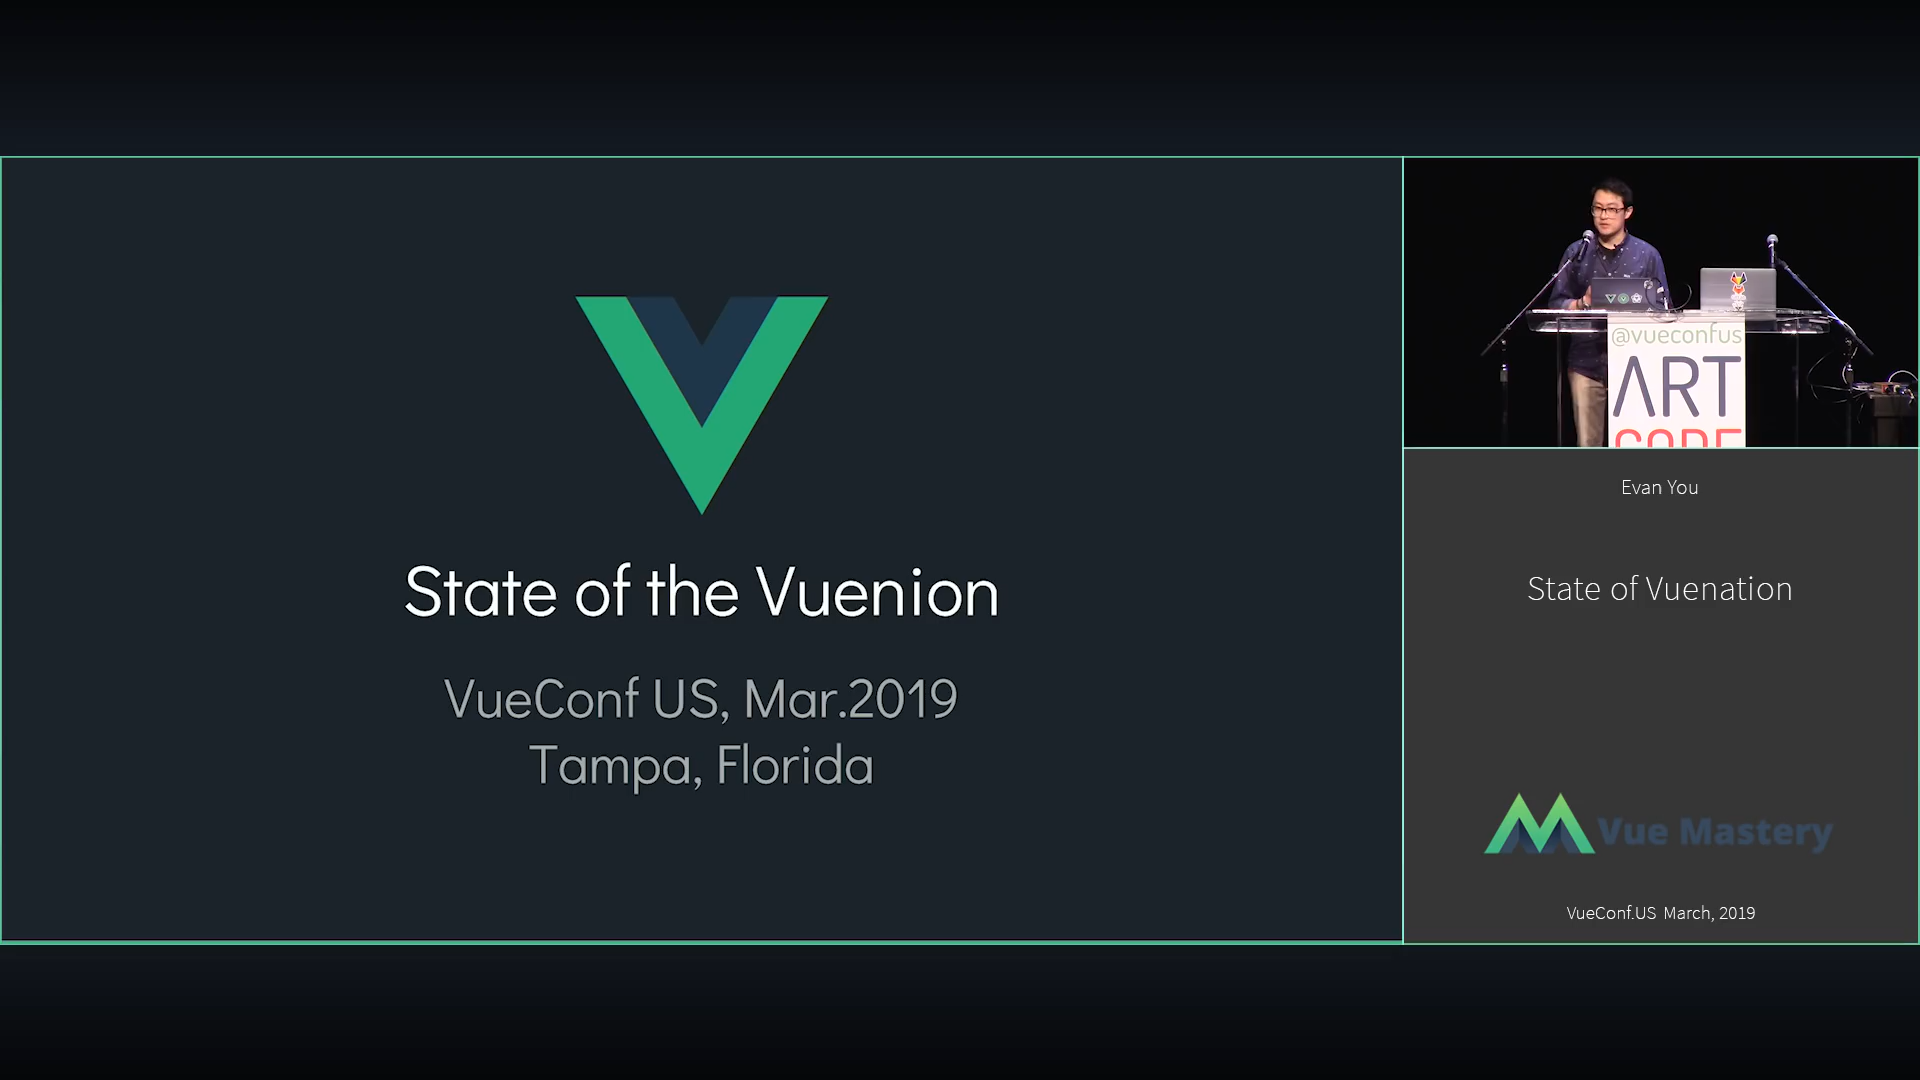 State of the Vuenion
VueConf US, Mar.2019
Tampa, Florida
@vueconfus
ART
CODE
Evan You
State of Vuenation
Vue Mastery
VueConf.US March, 2019